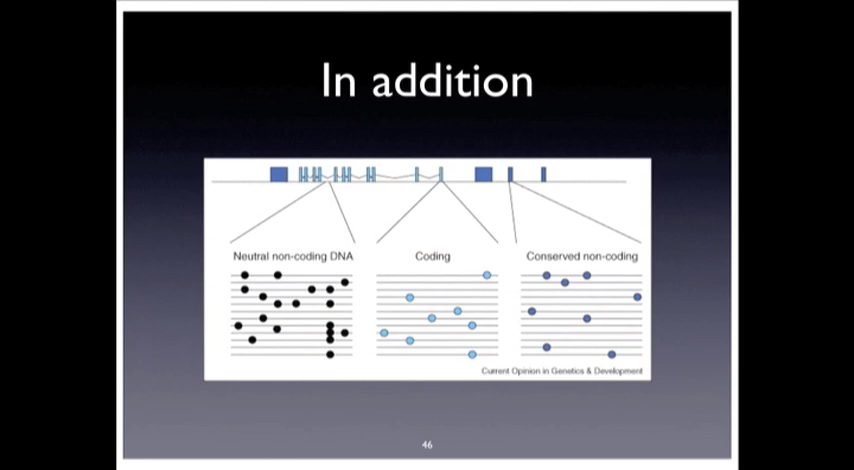 In addition
Neutral non-coding DNA
Coding
Conserved non-coding
Current Opinion in Genetics & Development
46